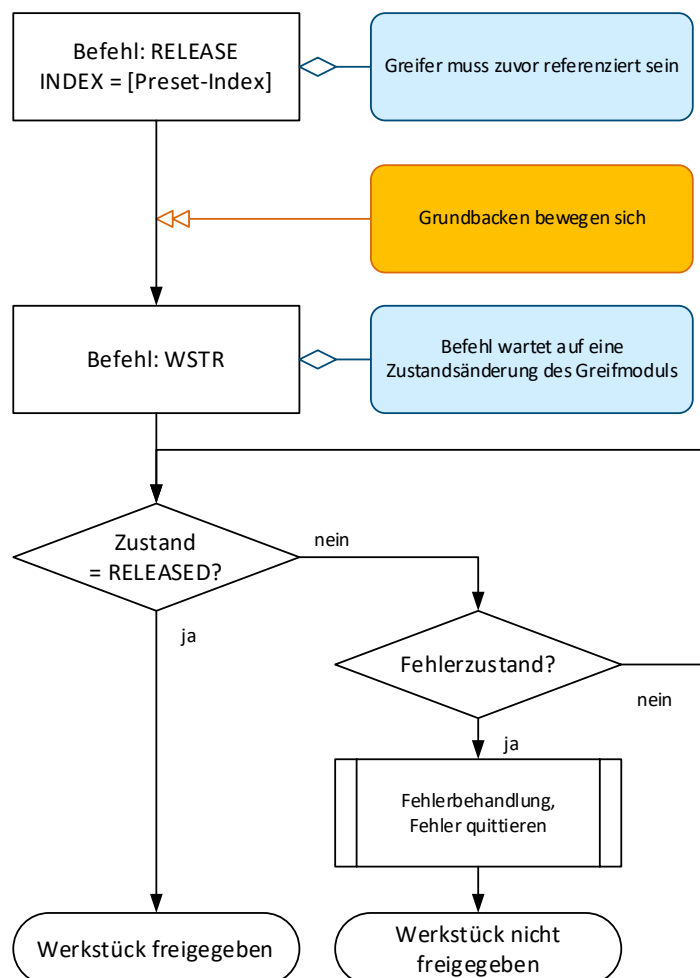 Befehl: RELEASE
INDEX = [Preset-Index]
Greifer muss zuvor referenziert sein
Grundbacken bewegen sich
Befehl: WSTR
Befehl wartet auf eine
Zustandsänderung des Greifmoduls
Zustand
= RELEASED?
nein
ja
Fehlerzustand?
nein
ja
Fehlerbehandlung,
Fehler quittieren
Werkstück freigegeben
Werkstück nicht
freigegeben